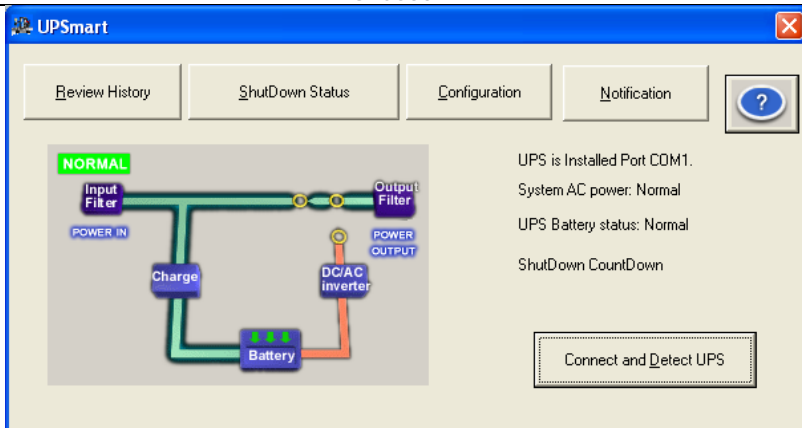 UPSmart
Review History
ShutDown Status
Configuration
Notification
?
NORMAL
Input
Filter
POWER IN
Output
Filter
POWER
OUTPUT
Charge
DC/AC
inverter
Battery
UPS is Installed Port COM1.
System AC power: Normal
UPS Battery status: Normal
ShutDown CountDown
Connect and Detect UPS